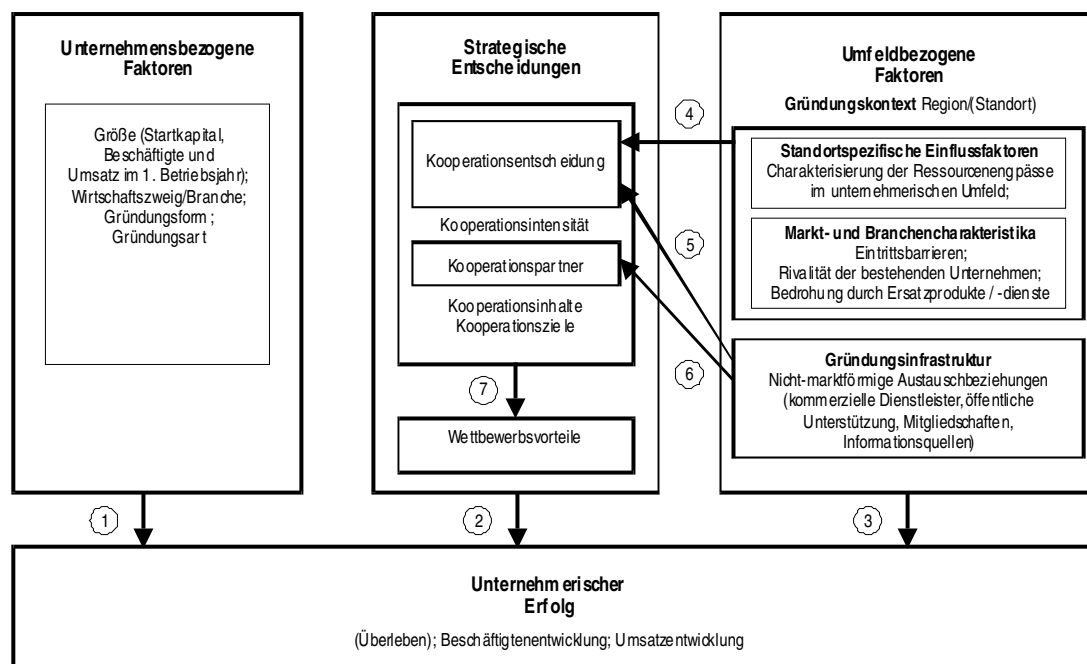 Unternehmensbezogene
Faktoren
Größe (Startkapital,
Beschäftigte und
Umsatz im 1. Betriebsjahr);
Wirtschaftszweig/Branche;
Gründungsform ;
Gründungsart
1
Strategische
Entscheidungen
Kooperationsentscheidung
Kooperationsintensität
Kooperationspartner
Kooperationsinhalte
Kooperationsziele
7
Wettbewerbsvorteile
2
4
5
6
Umfeldbezogene
Faktoren
Gründungskontext Region/(Standort)
Standortspezifische Einflussfaktoren
Charakterisierung der Ressourcenengpässe
im unternehmerischen Umfeld;
Markt- und Branchencharakteristika
Eintrittsbarrieren;
Rivalität der bestehenden Unternehmen;
Bedrohung durch Ersatzprodukte / -dienste
Gründungsinfrastruktur
Nicht-marktförmige Austauschbeziehungen
(kommerzielle Dienstleister, öffentliche
Unterstützung, Mitgliedschaften,
Informationsquellen)
3
Unternehmerischer
Erfolg
(Überleben); Beschäftigtenentwicklung; Umsatzentwicklung